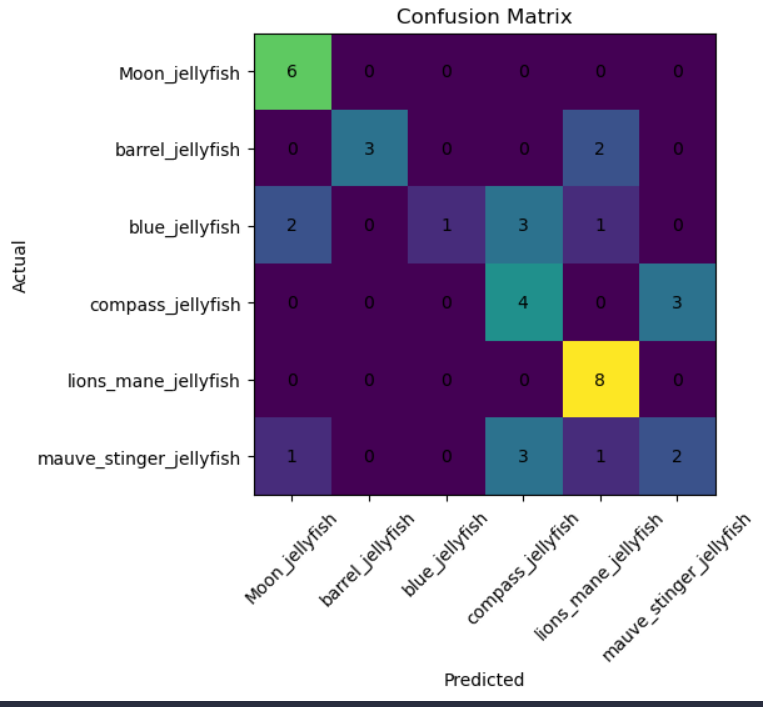 Confusion Matrix
Actual
Moon_jellyfish 6 0 0 0 0 0
barrel_jellyfish 0 3 0 0 2 0
blue_jellyfish 2 0 1 3 1 0
compass_jellyfish 0 0 0 4 0 3
lions_mane_jellyfish 0 0 0 0 8 0
mauve_stinger_jellyfish 1 0 0 3 1 2
Moon_jellyfish barrel_jellyfish blue_jellyfish compass_jellyfish lions_mane_jellyfish mauve_stinger_jellyfish
Predicted